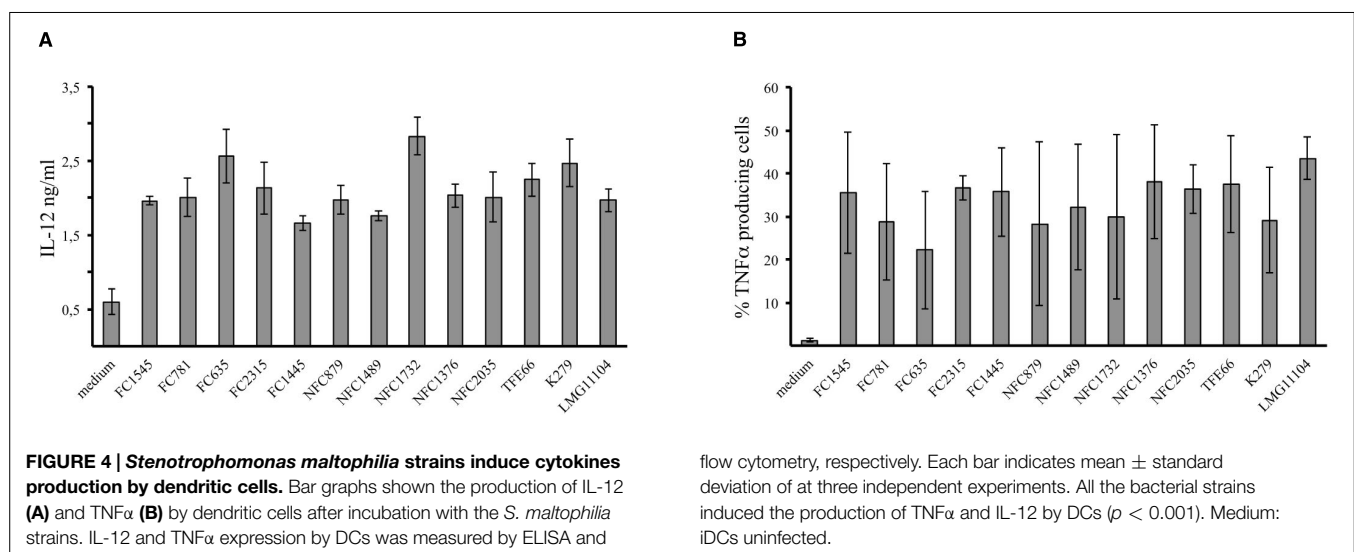 A
3,5
2,5
1,5
0,5
IL-12 ng/ml
medium
FC1545
FC781
FC635
FC2315
FC1445
NFC879
NFC1489
NFC1732
NFC1376
NFC2035
TFE66
K279
LMG11104
B
60
50
40
30
20
10
0
% TNFα producing cells
medium
FC1545
FC781
FC635
FC2315
FC1445
NFC879
NFC1489
NFC1732
NFC1376
NFC2035
TFE66
K279
LMG11104
FIGURE 4 | Stenotrophomonas maltophilia strains induce cytokines
production by dendritic cells. Bar graphs shown the production of IL-12
(A) and TNFα (B) by dendritic cells after incubation with the S. maltophilia
strains. IL-12 and TNFα expression by DCs was measured by ELISA and
flow cytometry, respectively. Each bar indicates mean ± standard
deviation of at three independent experiments. All the bacterial strains
induced the production of TNFα and IL-12 by DCs (p < 0.001). Medium:
iDCs uninfected.